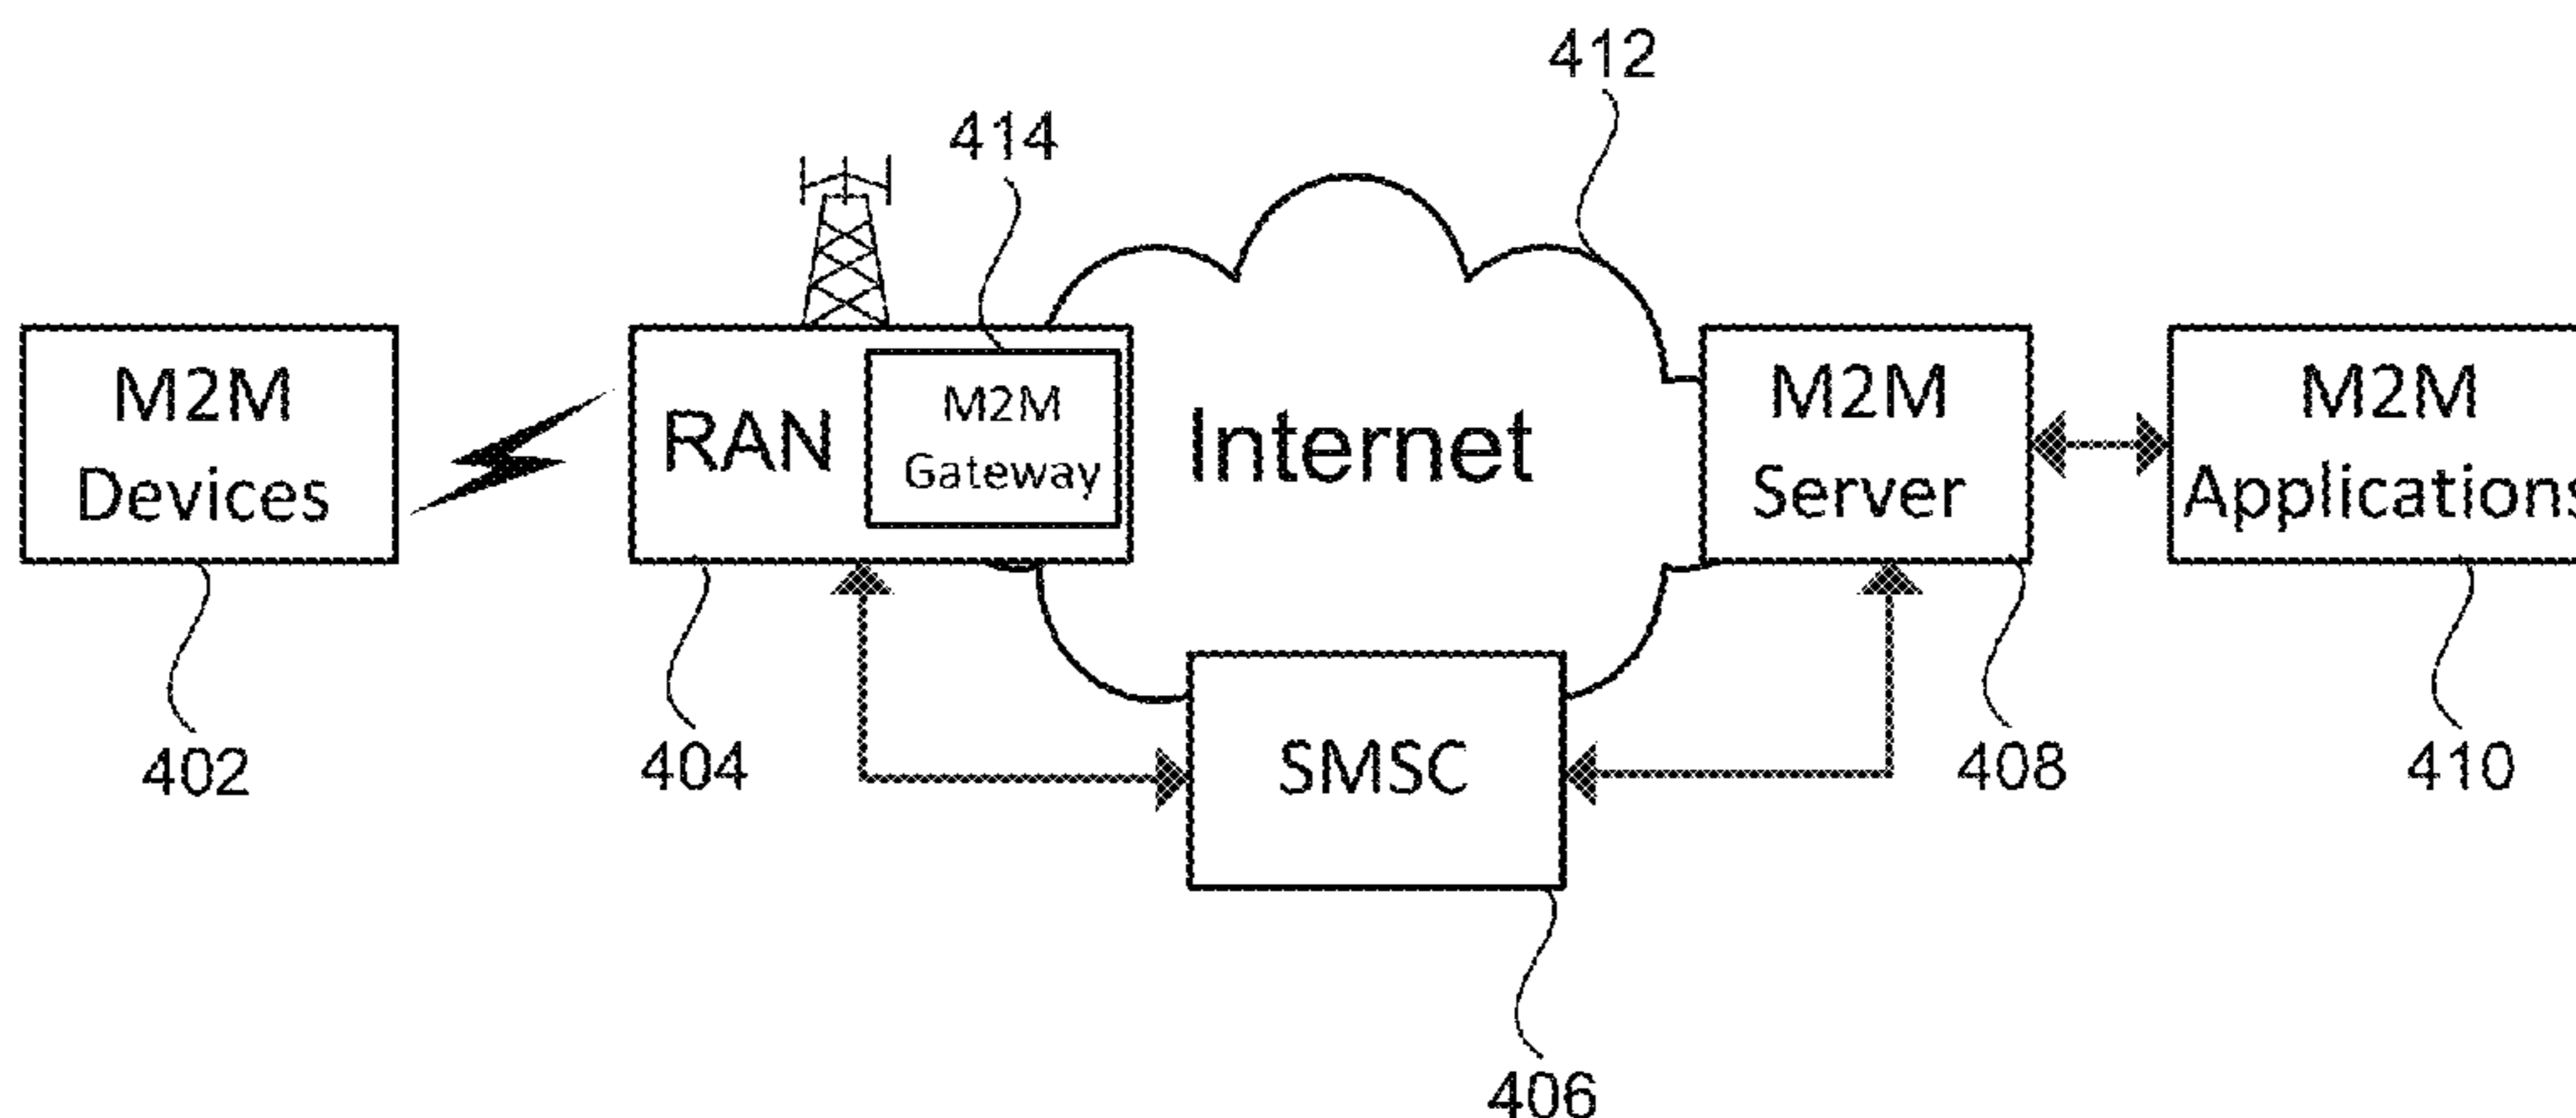 412
414
M2M
Devices
RAN
M2M
Gateway
Internet
M2M
Server
M2M
Applications
402
404
SMSC
408
410
406